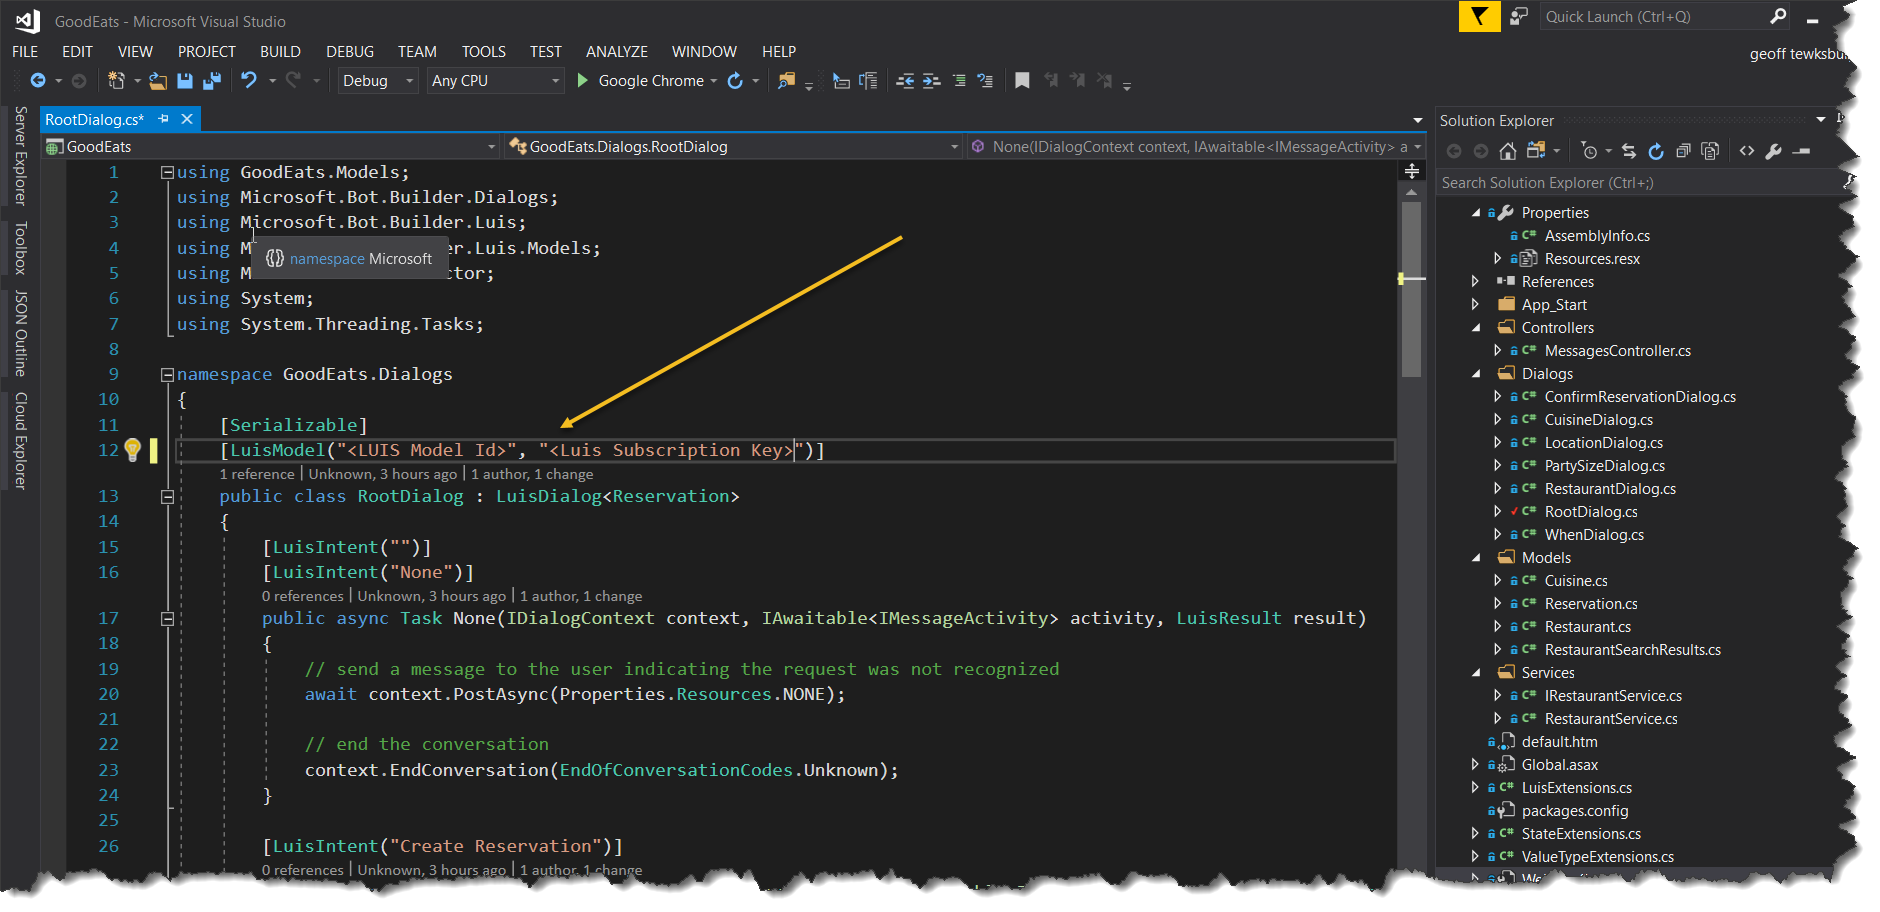 GoodEats - Microsoft Visual Studio
Quick Launch (Ctrl+Q)
FILE EDIT VIEW PROJECT BUILD DEBUG TEAM TOOLS TEST ANALYZE WINDOW HELP
geoff tewksbu
Debug Any CPU Google Chrome
Server Explorer
Toolbox
JSON Outline
Cloud Explorer
RootDialog.cs*
GoodEats GoodEats.Dialogs.RootDialog None(IDialogContext context, IAwaitable<IMessageActivity> a
1 using GoodEats.Models;
2 using Microsoft.Bot.Builder.Dialogs;
3 using Microsoft.Bot.Builder.Luis;
4 using M er.Luis.Models;
namespace Microsoft
5 using M ctor;
6 using System;
7 using System.Threading.Tasks;
8
9 namespace GoodEats.Dialogs
10 {
11 [Serializable]
12 [LuisModel("<LUIS Model Id>", "<Luis Subscription Key>")]
1 reference | Unknown, 3 hours ago | 1 author, 1 change
13 public class RootDialog : LuisDialog<Reservation>
14 {
15 [LuisIntent("")]
16 [LuisIntent("None")]
0 references | Unknown, 3 hours ago | 1 author, 1 change
17 public async Task None(IDialogContext context, IAwaitable<IMessageActivity> activity, LuisResult result)
18 {
19 // send a message to the user indicating the request was not recognized
20 await context.PostAsync(Properties.Resources.NONE);
21
22 // end the conversation
23 context.EndConversation(EndOfConversationCodes.Unknown);
24 }
25
26 [LuisIntent("Create Reservation")]
0 references | Unknown, 3 hours ago | 1 author, 1 change
Solution Explorer
Search Solution Explorer (Ctrl+;)
Properties
AssemblyInfo.cs
Resources.resx
References
App_Start
Controllers
MessagesController.cs
Dialogs
ConfirmReservationDialog.cs
CuisineDialog.cs
LocationDialog.cs
PartySizeDialog.cs
RestaurantDialog.cs
RootDialog.cs
WhenDialog.cs
Models
Cuisine.cs
Reservation.cs
Restaurant.cs
RestaurantSearchResults.cs
Services
IRestaurantService.cs
RestaurantService.cs
default.htm
Global.asax
LuisExtensions.cs
packages.config
StateExtensions.cs
ValueTypeExtensions.cs